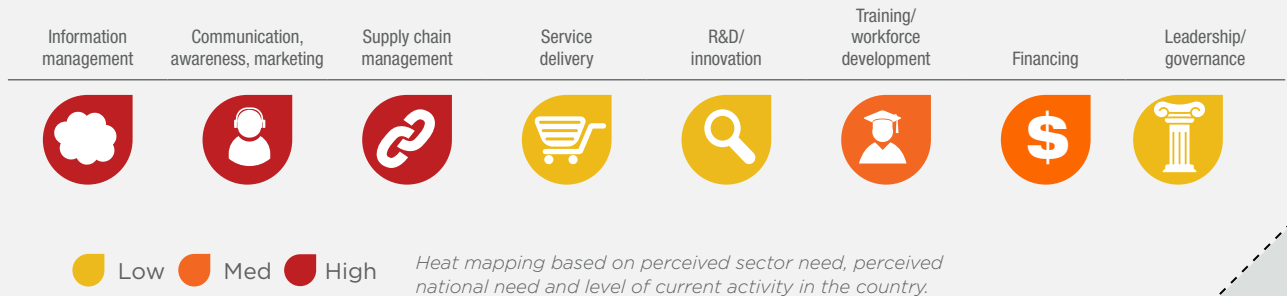 Information
management
Communication,
awareness, marketing
Supply chain
management
Service
delivery
R&D/
innovation
Training/
workforce
development
Financing
Leadership/
governance
$
Low
Med
High
Heat mapping based on perceived sector need, perceived
national need and level of current activity in the country.